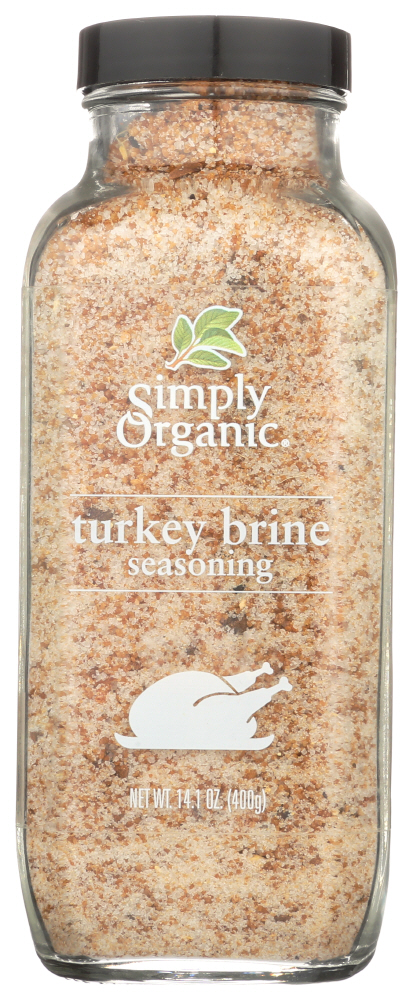 Simply
Organic®
turkey brine
seasoning
NET WT. 14.1 OZ. (400g)